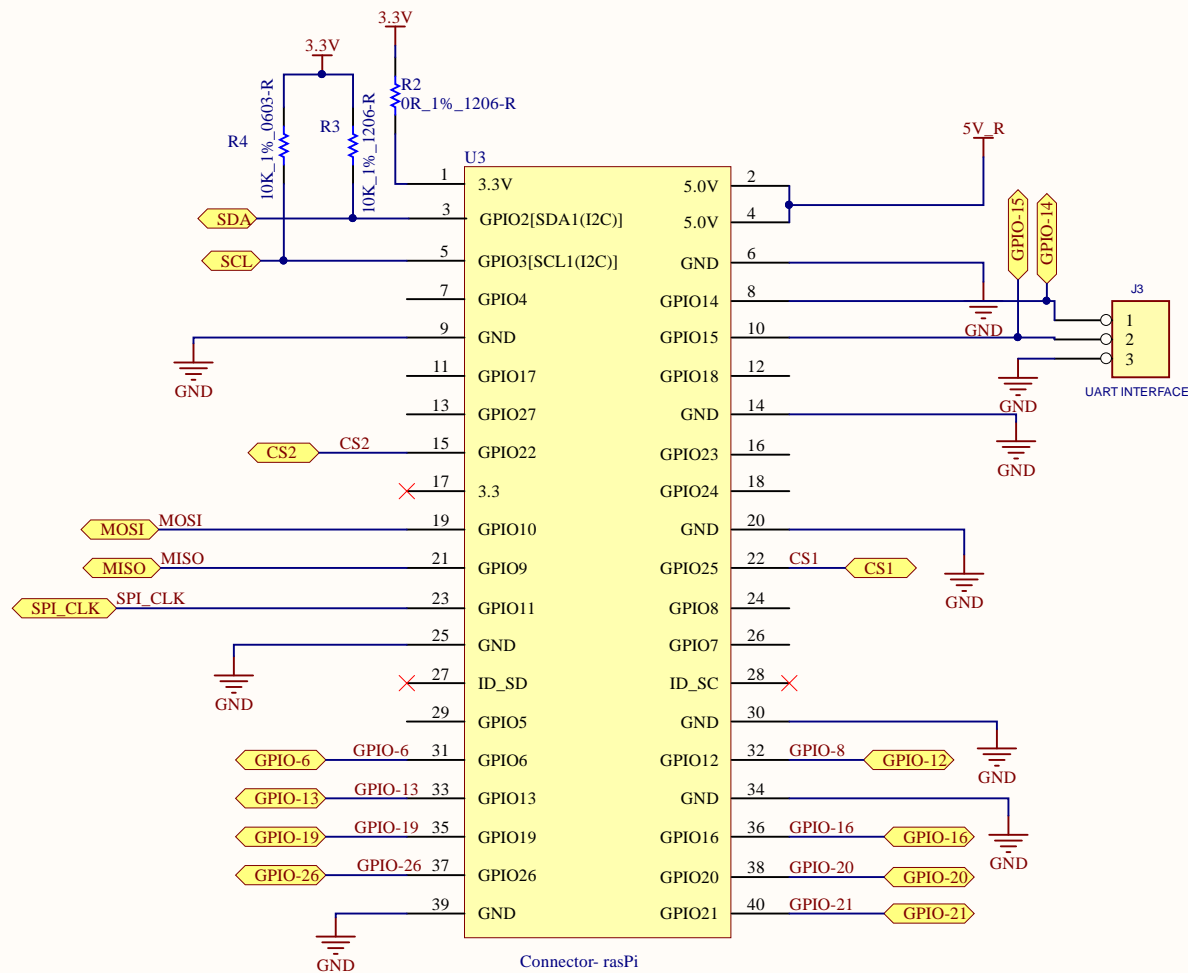 3.3V
3.3V
R2
0R_1%_1206-R
R4
10K_1%_0603-R
R3
10K_1%_1206-R
5V_R
U3
1 3.3V
5.0V 2
SDA 3 GPIO2[SDA1(I2C)]
5.0V 4
GPIO-15
GPIO-14
SCL 5 GPIO3[SCL1(I2C)]
GND 6
GND
7 GPIO4
GPIO14 8
J3
1
2
3
UART INTERFACE
GND
9 GND
GND
GPIO15 10
11 GPIO17
GPIO18 12
13 GPIO27
GND 14
GND
CS2 CS2 15 GPIO22
GPIO23 16
17 3.3
GPIO24 18
MOSI MOSI 19 GPIO10
GND 20
GND
MISO MISO 21 GPIO9
GPIO25 22 CS1 CS1
SPI_CLK SPI_CLK 23 GPIO11
GPIO8 24
25 GND
GND
GPIO7 26
27 ID_SD
ID_SC 28
29 GPIO5
GND 30
GND
GPIO-6 GPIO-6 31 GPIO6
GPIO12 32 GPIO-8 GPIO-12
GPIO-13 GPIO-13 33 GPIO13
GND 34
GND
GPIO-19 GPIO-19 35 GPIO19
GPIO16 36 GPIO-16 GPIO-16
GPIO-26 GPIO-26 37 GPIO26
GPIO20 38 GPIO-20 GPIO-20
39 GND
GND
GPIO21 40 GPIO-21 GPIO-21
Connector- rasPi